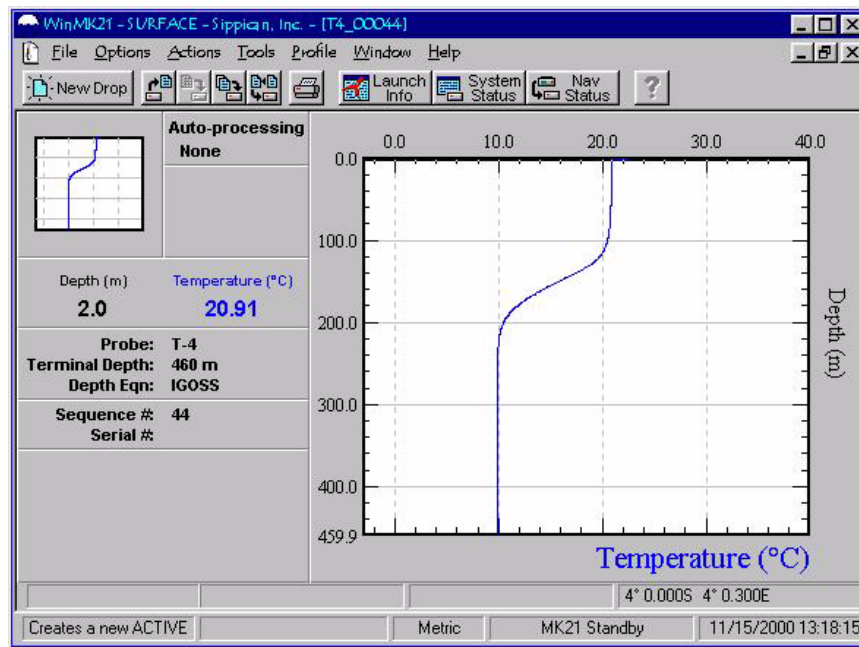 WinMK21 - SURFACE - Sippican, Inc. - [T4_00044]
File Options Actions Tools Profile Window Help
New Drop Launch Info System Status Nav Status ?
Auto-processing
None
Depth (m) Temperature (°C)
2.0 20.91
Probe: T-4
Terminal Depth: 460 m
Depth Eqn: IGOSS
Sequence #: 44
Serial #:
0.0 10.0 20.0 30.0 40.0
0.0
100.0
200.0
300.0
400.0
459.9
Depth (m)
Temperature (°C)
4° 0.000S 4° 0.300E
Creates a new ACTIVE Metric MK21 Standby 11/15/2000 13:18:15